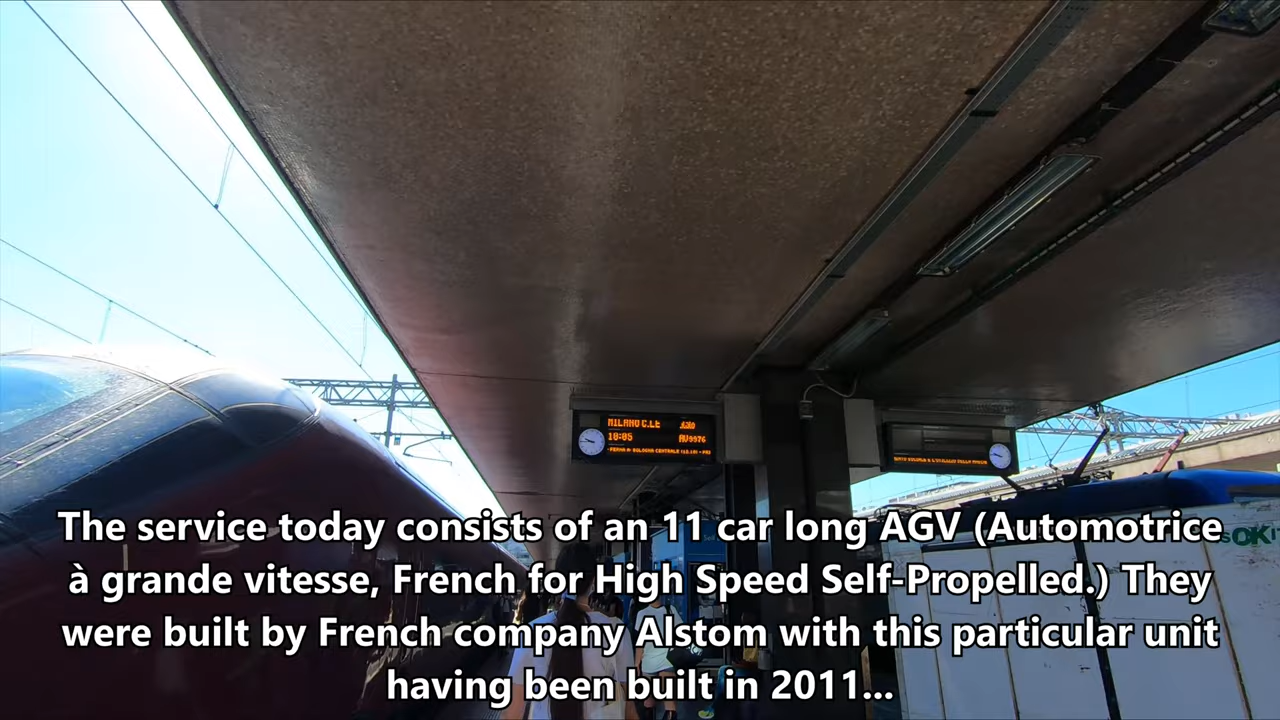 MILANO C.LE
18:05 AV9976
The service today consists of an 11 car long AGV (Automotrice
à grande vitesse, French for High Speed Self-Propelled.) They
were built by French company Alstom with this particular unit
having been built in 2011...